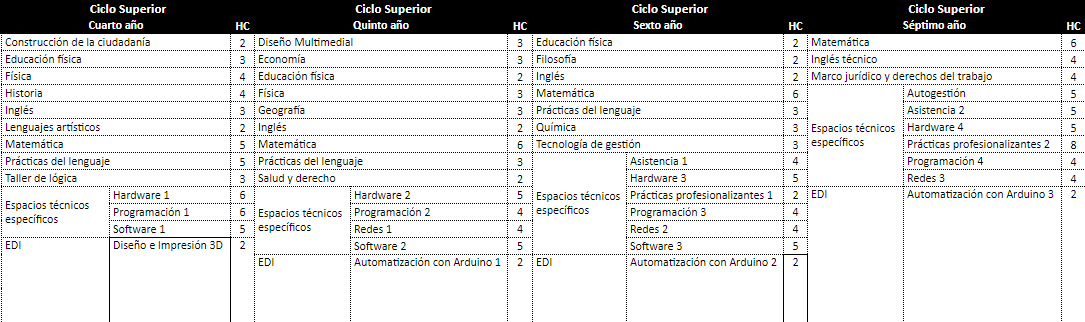 Ciclo Superior
Cuarto año HC
Construcción de la ciudadanía 2
Educación física 3
Física 4
Historia 4
Inglés 3
Lenguajes artísticos 2
Matemática 5
Prácticas del lenguaje 5
Taller de lógica 3
Espacios técnicos específicos
Hardware 1 6
Programación 1 6
Software 1 5
EDI Diseño e Impresión 3D 2
Ciclo Superior
Quinto año HC
Diseño Multimedial 3
Economía 3
Educación física 3
Física 3
Geografía 3
Inglés 2
Matemática 6
Prácticas del lenguaje 3
Salud y derecho 2
Espacios técnicos específicos
Hardware 2 5
Programación 2 4
Redes 1 4
Software 2 5
EDI Automatización con Arduino 1 2
Ciclo Superior
Sexto año HC
Educación física 2
Filosofía 2
Inglés 2
Matemática 6
Prácticas del lenguaje 3
Química 3
Tecnología de gestión 3
Espacios técnicos específicos
Asistencia 1 4
Hardware 3 5
Prácticas profesionalizantes 1 2
Programación 3 4
Redes 2 4
Software 3 5
EDI Automatización con Arduino 2 2
Ciclo Superior
Séptimo año HC
Matemática 6
Inglés técnico 4
Marco jurídico y derechos del trabajo 4
Espacios técnicos específicos
Autogestión 5
Asistencia 2 5
Hardware 4 5
Prácticas profesionalizantes 2 8
Programación 4 4
Redes 3 4
EDI Automatización con Arduino 3 2